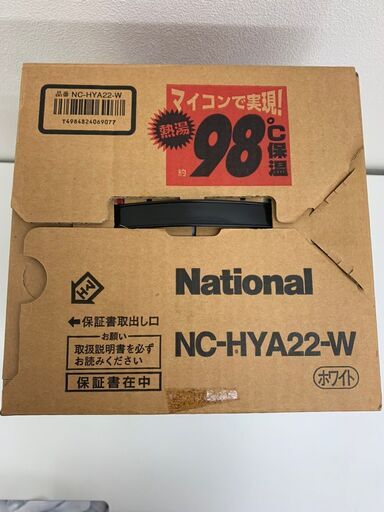 品番 NC-HYA22-W
T4984824069077
マイコンで実現!
熱湯
約98℃保温
National
NC-HYA22-W
ホワイト
←保証書取出し口
お願い
取扱説明書を必ず
お読みください
保証書在中